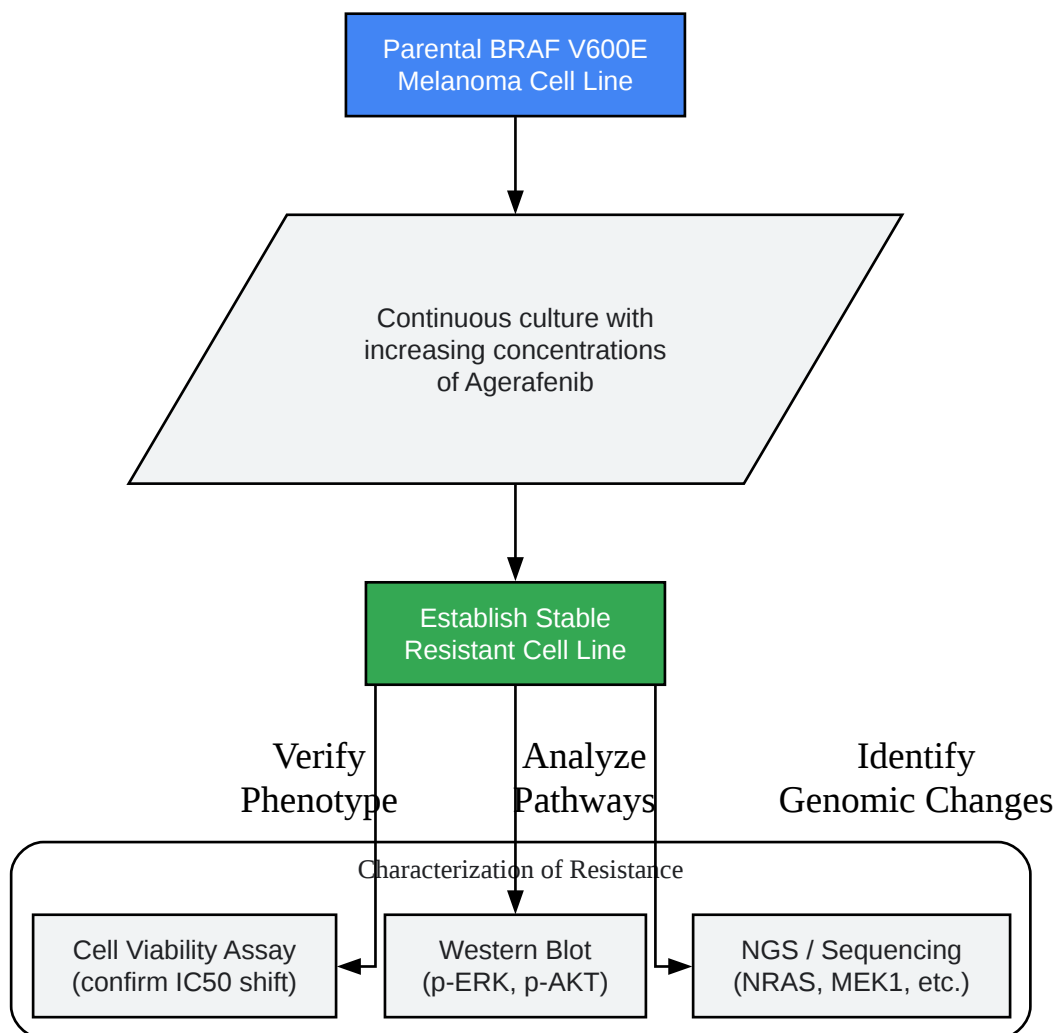 Parental BRAF V600E
Melanoma Cell Line
Continuous culture with
increasing concentrations
of Agerafenib
Establish Stable
Resistant Cell Line
Verify
Phenotype
Analyze
Pathways
Identify
Genomic Changes
Characterization of Resistance
Cell Viability Assay
(confirm IC50 shift)
Western Blot
(p-ERK, p-AKT)
NGS / Sequencing
(NRAS, MEK1, etc.)